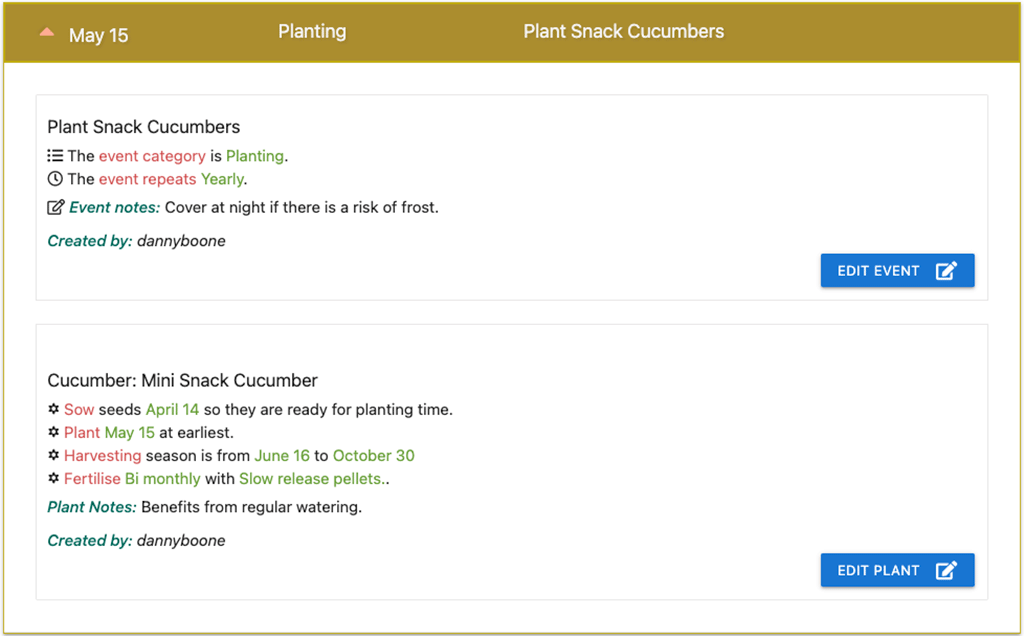 May 15 Planting Plant Snack Cucumbers
Plant Snack Cucumbers
The event category is Planting.
The event repeats Yearly.
Event notes: Cover at night if there is a risk of frost.
Created by: dannyboone
EDIT EVENT
Cucumber: Mini Snack Cucumber
Sow seeds April 14 so they are ready for planting time.
Plant May 15 at earliest.
Harvesting season is from June 16 to October 30
Fertilise Bi monthly with Slow release pellets..
Plant Notes: Benefits from regular watering.
Created by: dannyboone
EDIT PLANT